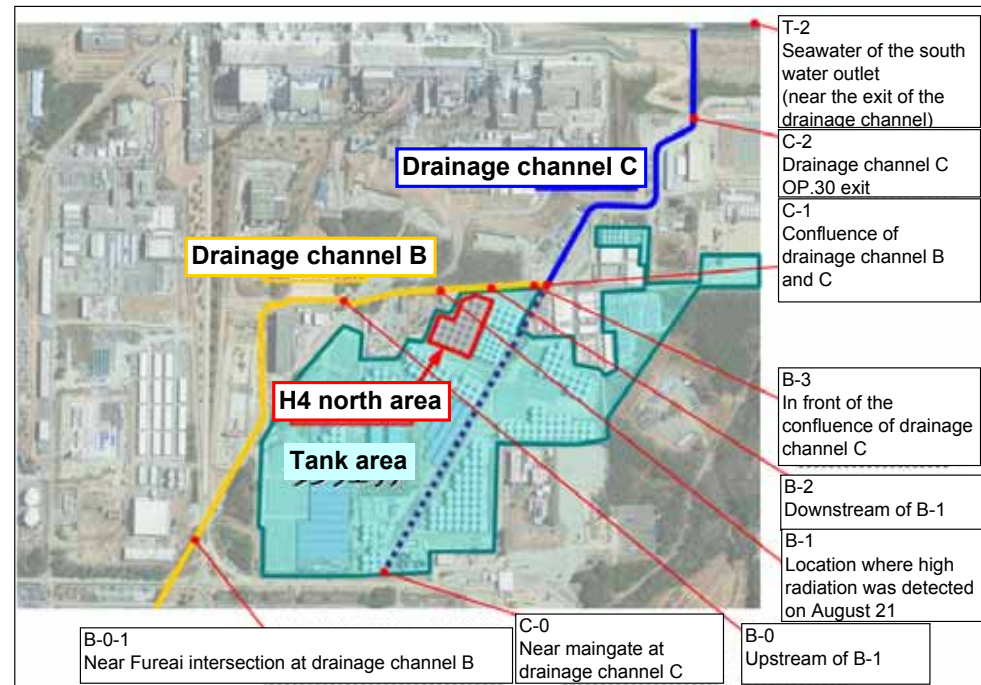 T-2
Seawater of the south
water outlet
(near the exit of the
drainage channel)
C-2
Drainage channel C
OP.30 exit
C-1
Confluence of
drainage channel B
and C
Drainage channel C
Drainage channel B
H4 north area
Tank area
B-3
In front of the
confluence of drainage
channel C
B-2
Downstream of B-1
B-1
Location where high
radiation was detected
on August 21
B-0-1
Near Fureai intersection at drainage channel B
C-0
Near maingate at
drainage channel C
B-0
Upstream of B-1